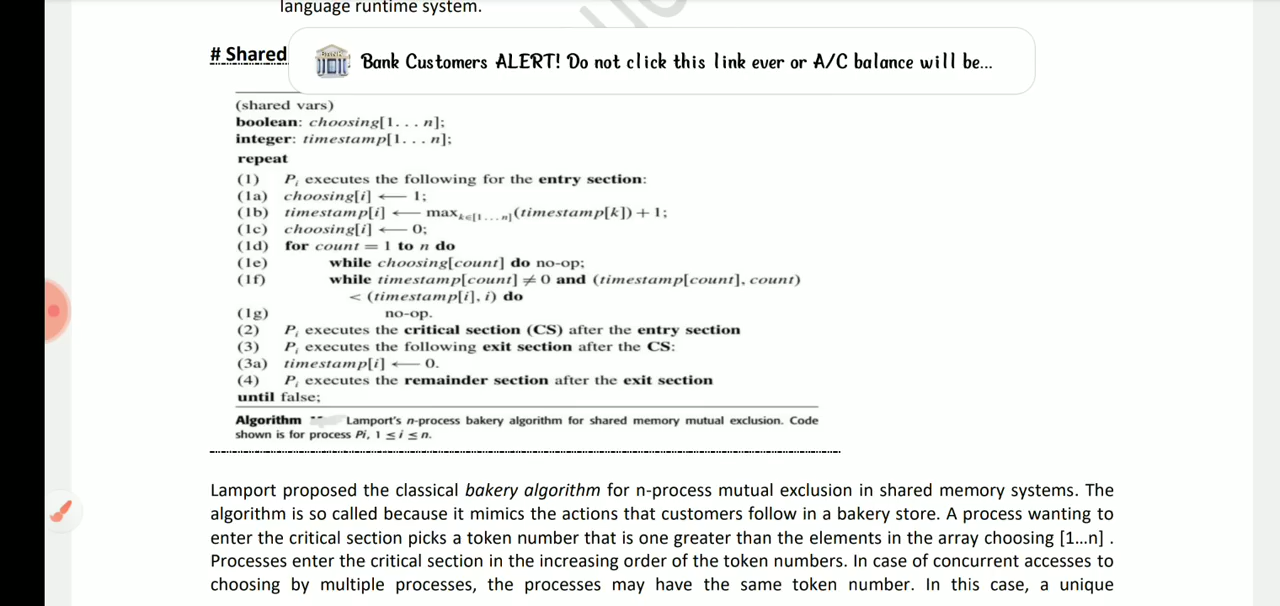 language runtime system.
# Shared
BANK
Bank Customers ALERT! Do not click this link ever or A/C balance will be...
(shared vars)
boolean: choosing[1. . . n];
integer: timestamp[1. . . n];
repeat
(1) Pi executes the following for the entry section:
(1a) choosing[i] ← 1;
(1b) timestamp[i] ← maxk∈[1...n](timestamp[k]) + 1;
(1c) choosing[i] ← 0;
(1d) for count = 1 to n do
(1e) while choosing[count] do no-op;
(1f) while timestamp[count] ≠ 0 and (timestamp[count], count)
< (timestamp[i], i) do
(1g) no-op.
(2) Pi executes the critical section (CS) after the entry section
(3) Pi executes the following exit section after the CS:
(3a) timestamp[i] ← 0.
(4) Pi executes the remainder section after the exit section
until false;
Algorithm Lamport's n-process bakery algorithm for shared memory mutual exclusion. Code
shown is for process Pi, 1 ≤ i ≤ n.
Lamport proposed the classical bakery algorithm for n-process mutual exclusion in shared memory systems. The
algorithm is so called because it mimics the actions that customers follow in a bakery store. A process wanting to
enter the critical section picks a token number that is one greater than the elements in the array choosing [1...n] .
Processes enter the critical section in the increasing order of the token numbers. In case of concurrent accesses to
choosing by multiple processes, the processes may have the same token number. In this case, a unique